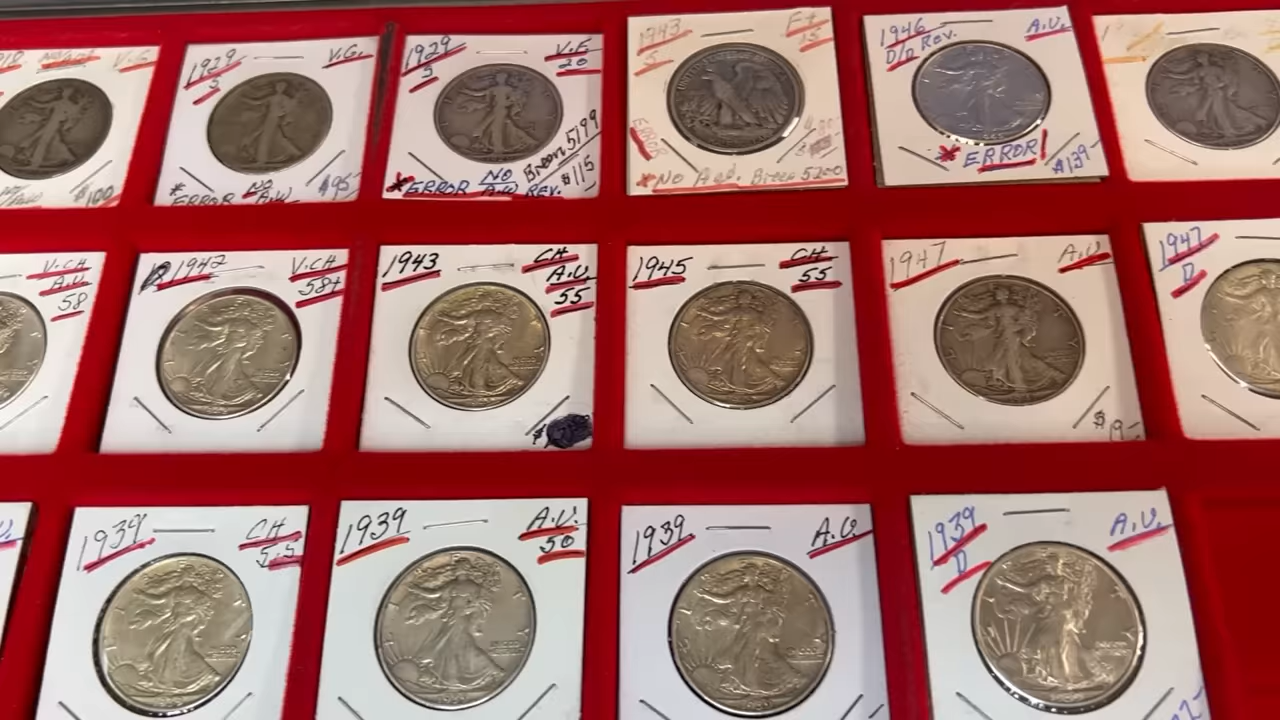 V.G
$100
1929
S
V.G.
*
ERROR NO
A.W.
$95-
1929
S
V.F.
20
Breen 5199
$115
* ERROR NO
A.W REV.
1943
S
F+
15
ERROR
*No A.d. Breen 5200
1946
D/D Rev.
A.U.
* ERROR!
$139-
V.CH
A.U.
58
1942
V.CH
58+
1943
CH
A.U.
55
$
1945
CH
55
1947
A.U
$19-
1947
D
1939
CH
55
1939
A.U.
50
1939
A.U.
1939
D
A.U.